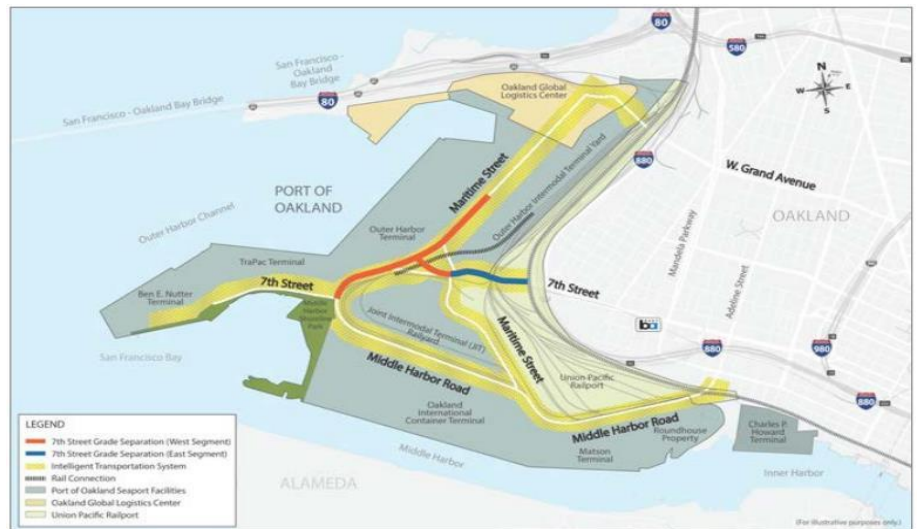 80
580
San Francisco -
Oakland
Bay Bridge
San Francisco - Oakland Bay Bridge
80
Oakland Global
Logistics Center
N
W
E
S
880
W. Grand Avenue
PORT OF
OAKLAND
Maritime Street
Outer Harbor Intermodal Terminal Yard
OAKLAND
Outer Harbor Channel
Outer Harbor
Terminal
Mandela Parkway
Adeline Street
TraPac Terminal
7th Street
7th Street
Ben E. Nutter
Terminal
Middle
Harbor
Shoreline
Park
San Francisco Bay
Joint Intermodal Terminal (JIT)
Railyard
Maritime Street
880
980
Middle Harbor Road
Union Pacific
Railport
880
Oakland
International
Container Terminal
Middle Harbor Road
Roundhouse
Property
Matson
Terminal
Charles P.
Howard
Terminal
Middle Harbor
Inner Harbor
ALAMEDA
LEGEND
7th Street Grade Separation (West Segment)
7th Street Grade Separation (East Segment)
Intelligent Transportation System
Rail Connection
Port of Oakland Seaport Facilities
Oakland Global Logistics Center
Union Pacific Railport
(For illustrative purposes only.)